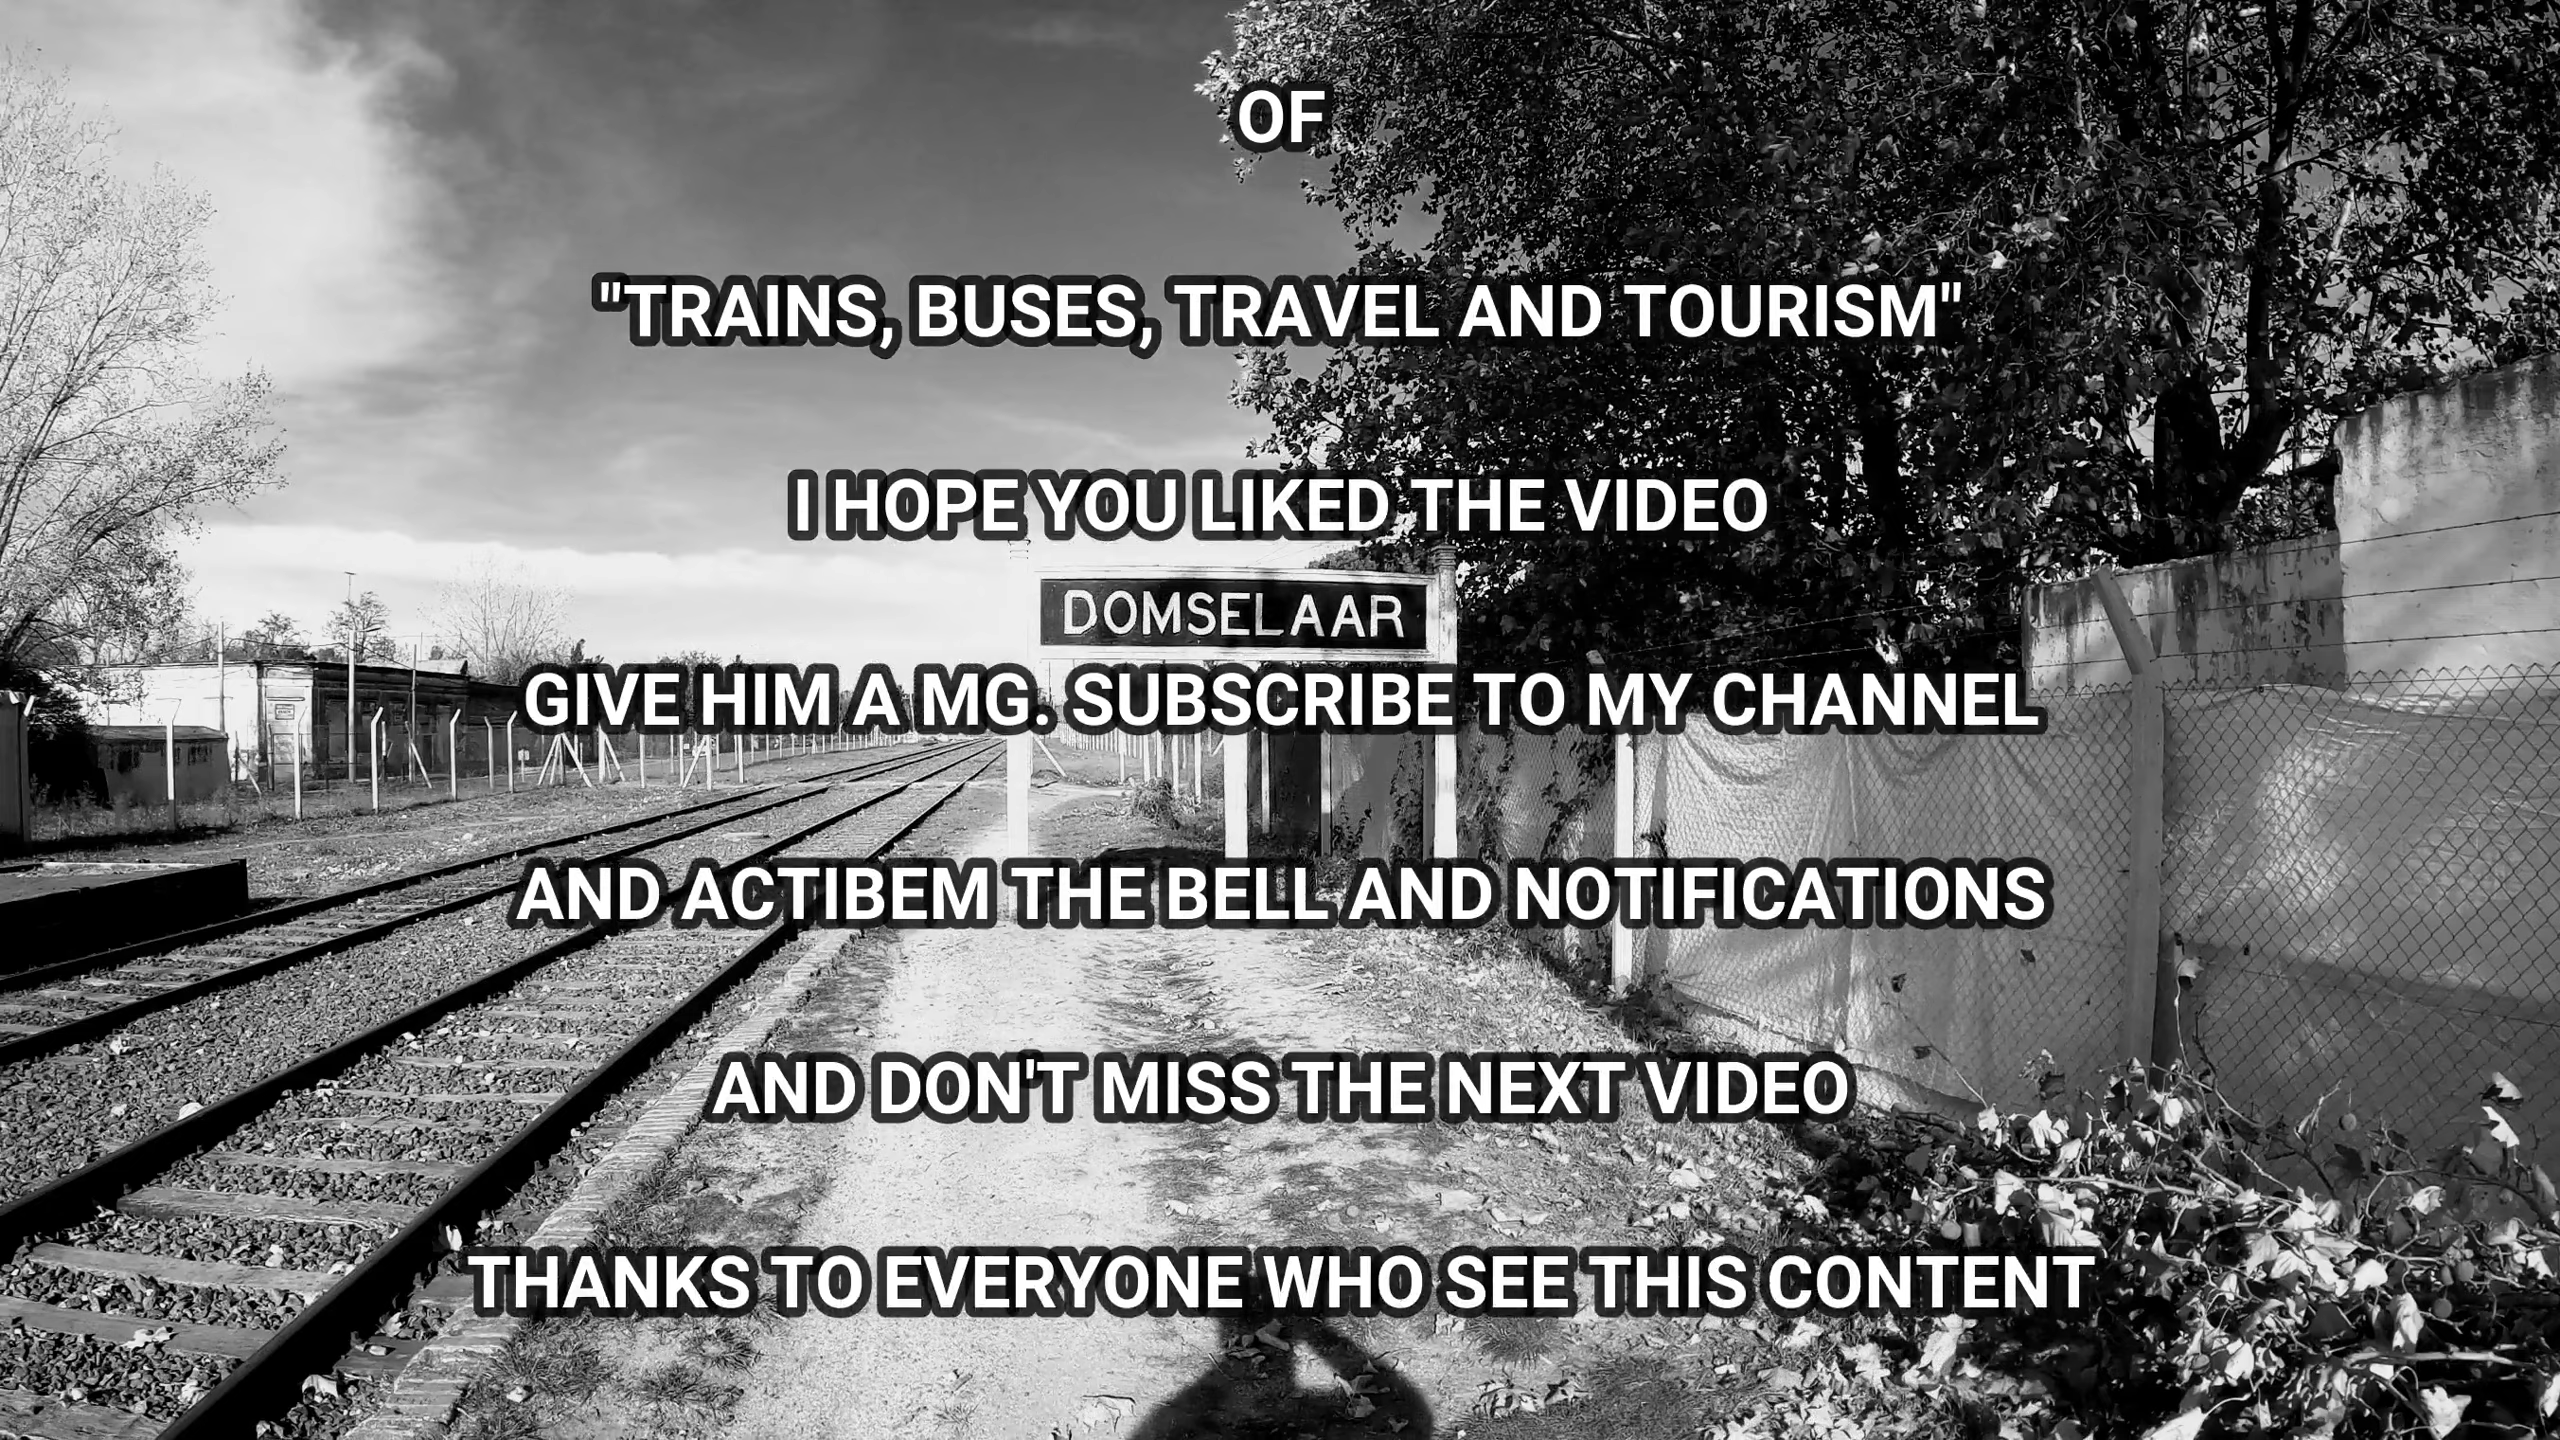 OF
"TRAINS, BUSES, TRAVEL AND TOURISM"
I HOPE YOU LIKED THE VIDEO
DOMSELAAR
GIVE HIM A MG. SUBSCRIBE TO MY CHANNEL
AND ACTIBEM THE BELL AND NOTIFICATIONS
AND DON'T MISS THE NEXT VIDEO
THANKS TO EVERYONE WHO SEE THIS CONTENT